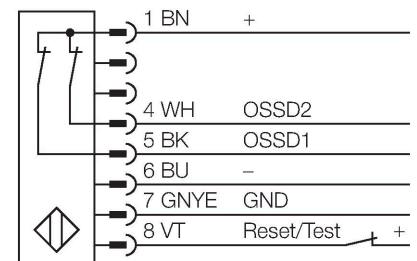 1 BN +
4 WH OSSD2
5 BK OSSD1
6 BU –
7 GNYE GND
8 VT Reset/Test +